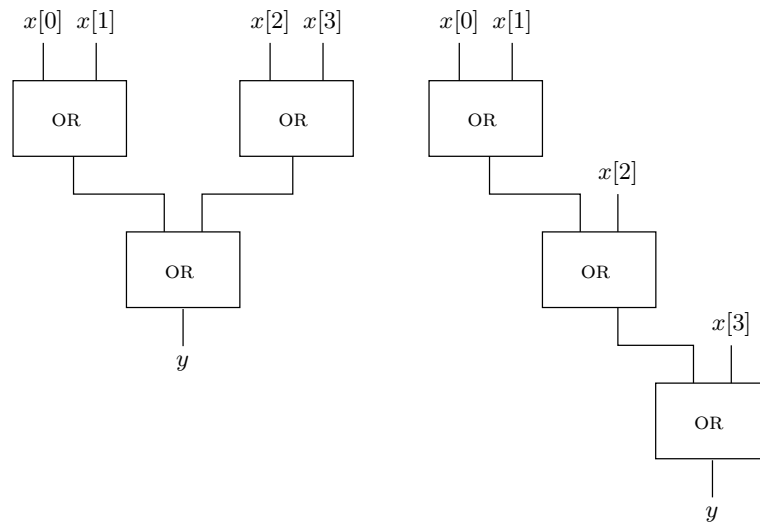 x[0] x[1] x[2] x[3] x[0] x[1]
OR OR OR
x[2]
OR OR
x[3]
y
OR
y